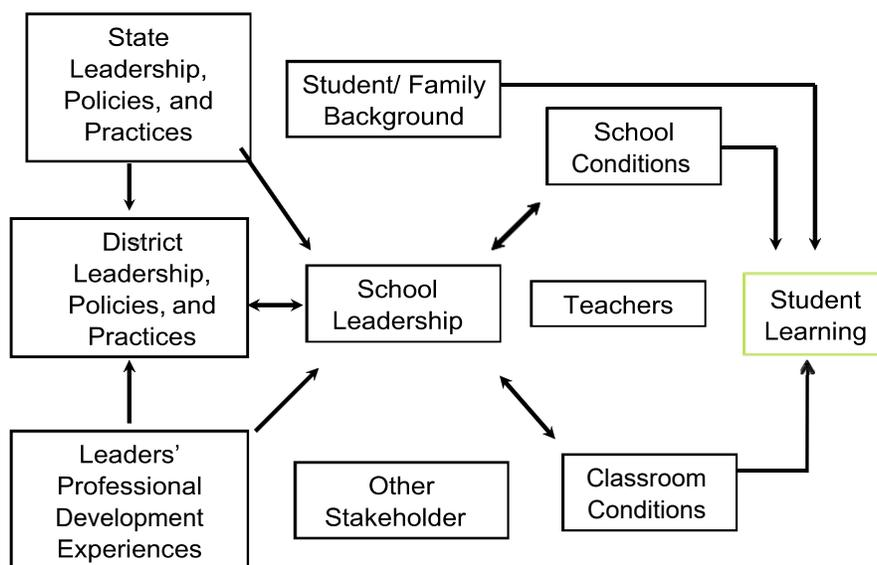 State
Leadership,
Policies, and
Practices
Student/ Family
Background
School
Conditions
District
Leadership,
Policies, and
Practices
School
Leadership
Teachers
Student
Learning
Leaders’
Professional
Development
Experiences
Other
Stakeholder
Classroom
Conditions